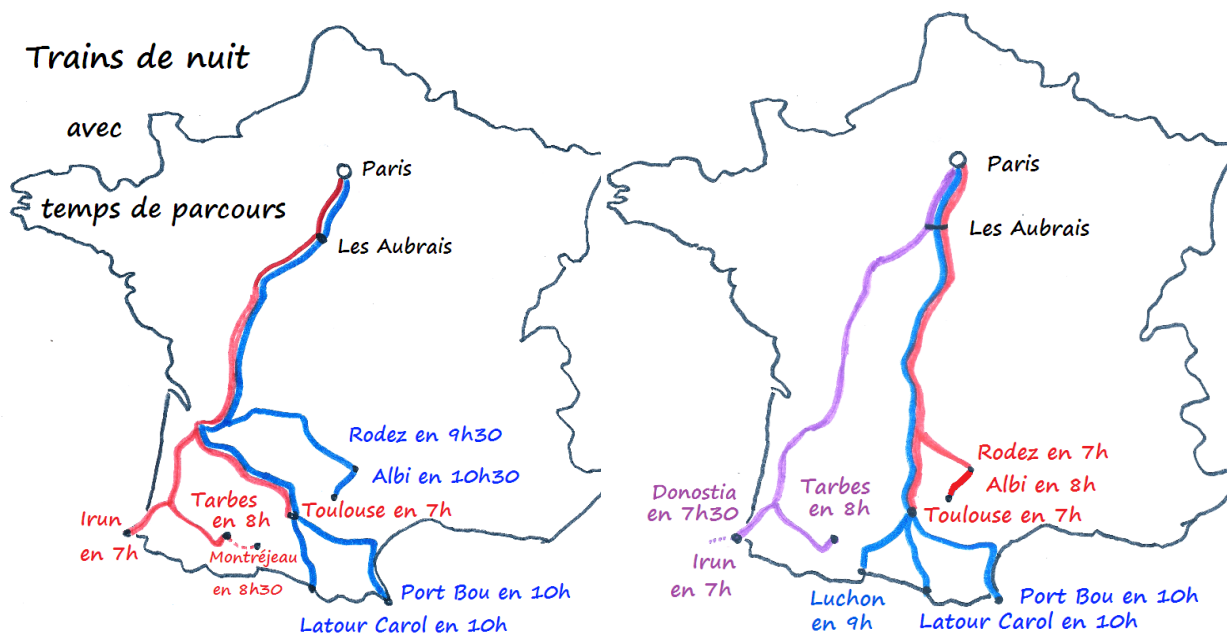 Trains de nuit
avec
temps de parcours
Paris
Les Aubrais
Rodez en 9h30
Albi en 10h30
Tarbes
en 8h
Toulouse en 7h
Irun
en 7h
Montréjeau
en 8h30
Port Bou en 10h
Latour Carol en 10h
Paris
Les Aubrais
Rodez en 7h
Albi en 8h
Donostia
en 7h30
Tarbes
en 8h
Toulouse en 7h
Irun
en 7h
Luchon
en 9h
Port Bou en 10h
Latour Carol en 10h